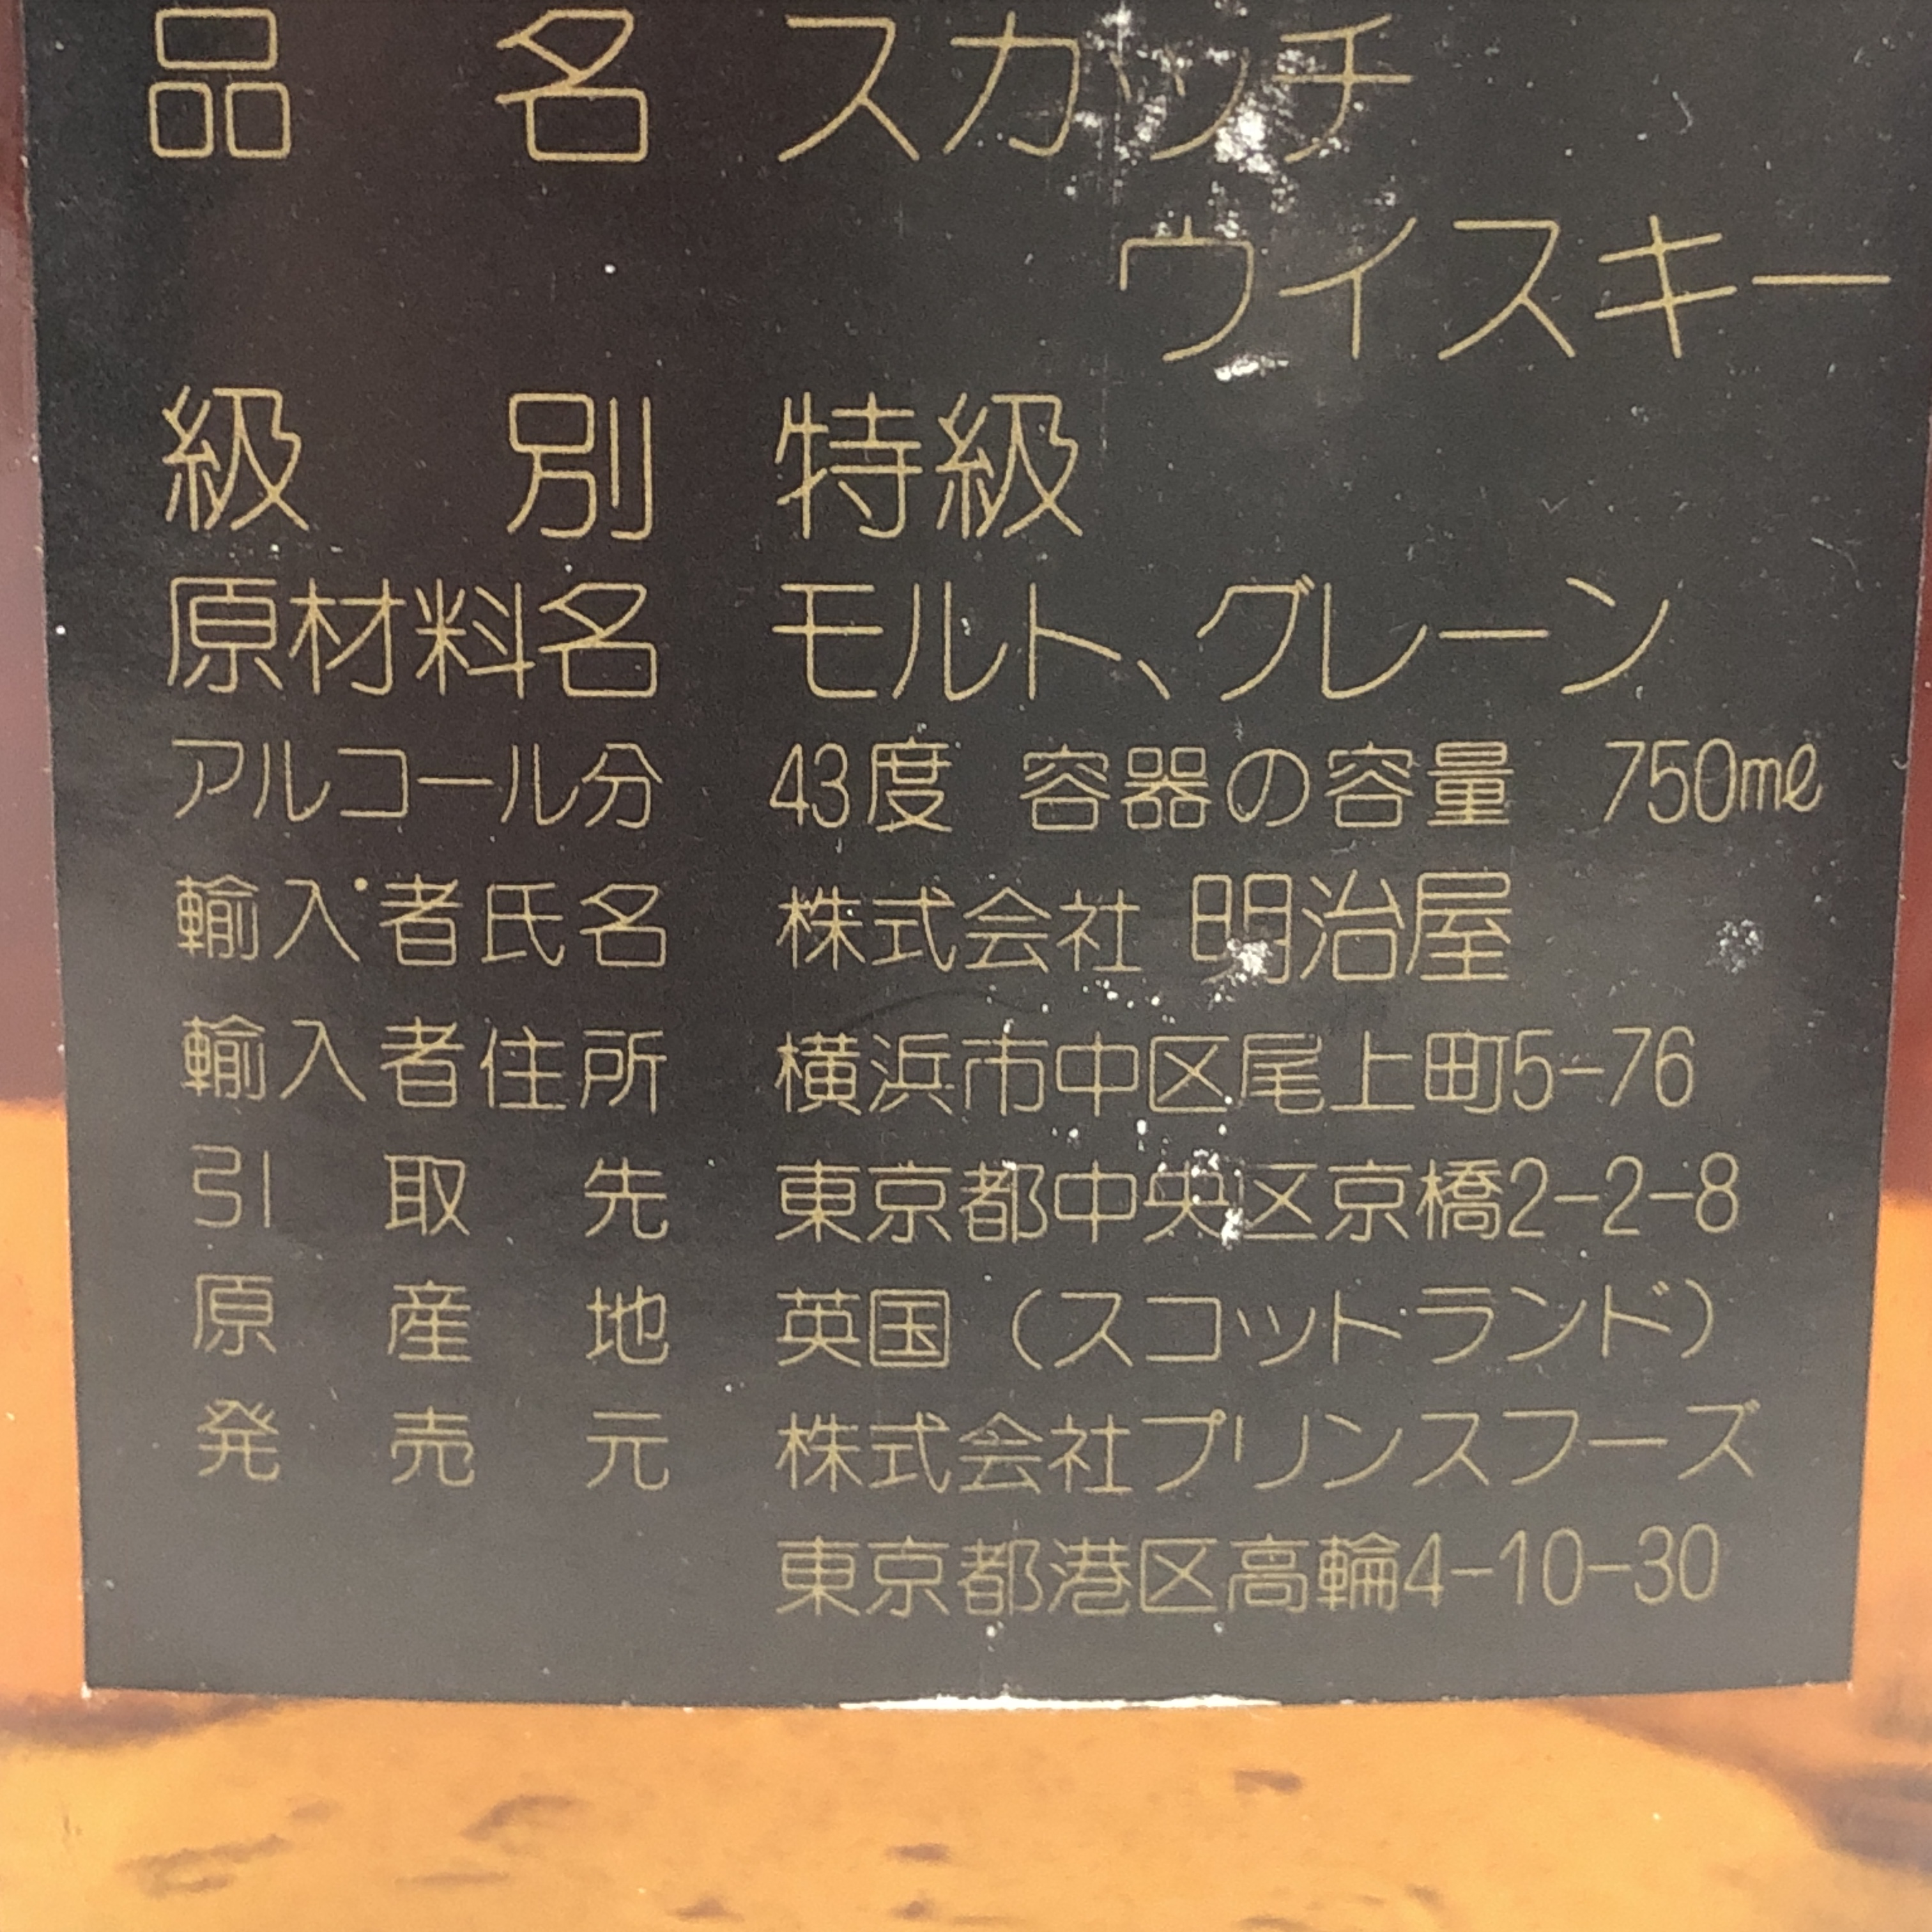 品名 スカッチ
ウイスキー
級別 特級
原材料名 モルト、グレーン
アルコール分 43度 容器の容量 750mℓ
輸入者氏名 株式会社 明治屋
輸入者住所 横浜市中区尾上町5-76
引取先 東京都中央区京橋2-2-8
原産地 英国(スコットランド)
発売元 株式会社プリンスフーズ
東京都港区高輪4-10-30